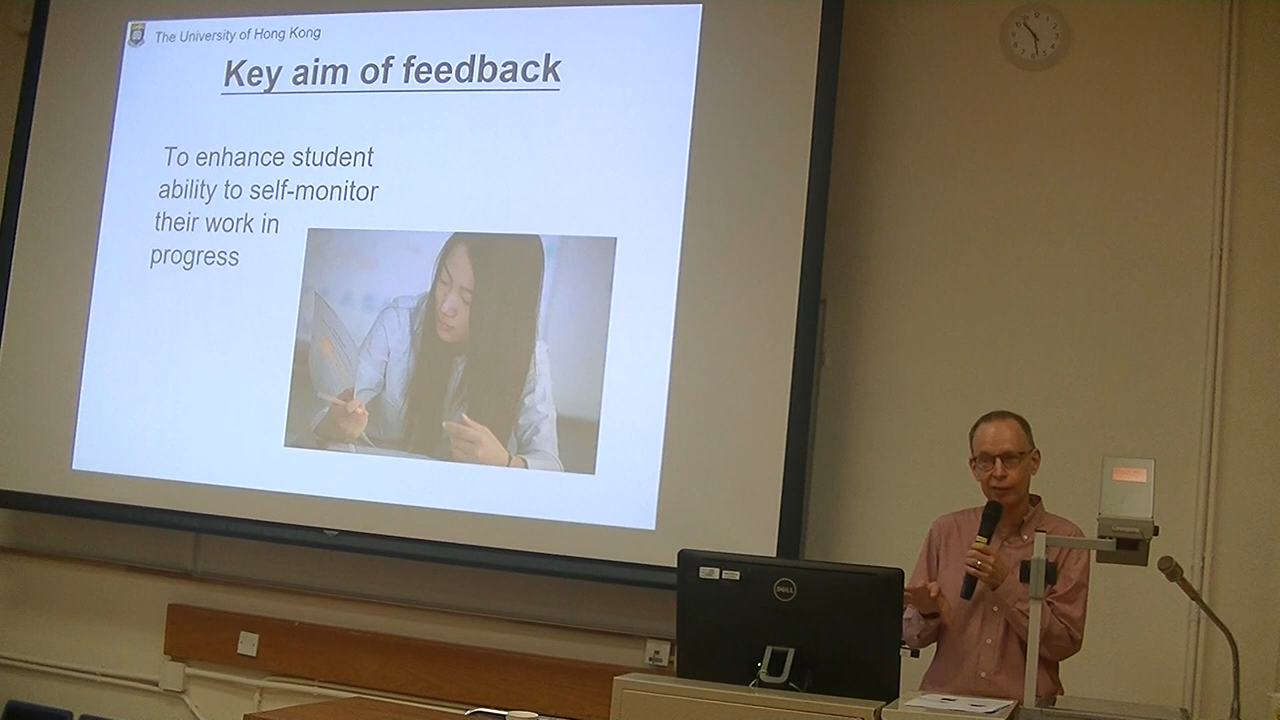 The University of Hong Kong
Key aim of feedback
To enhance student
ability to self-monitor
their work in
progress
DELL